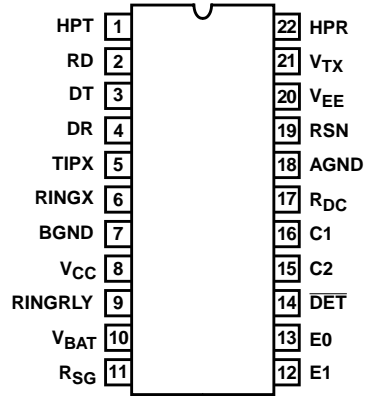 HPT 1 22 HPR
RD 2 21 VTX
DT 3 20 VEE
DR 4 19 RSN
TIPX 5 18 AGND
RINGX 6 17 RDC
BGND 7 16 C1
VCC 8 15 C2
RINGRLY 9 14 DET
VBAT 10 13 E0
RSG 11 12 E1